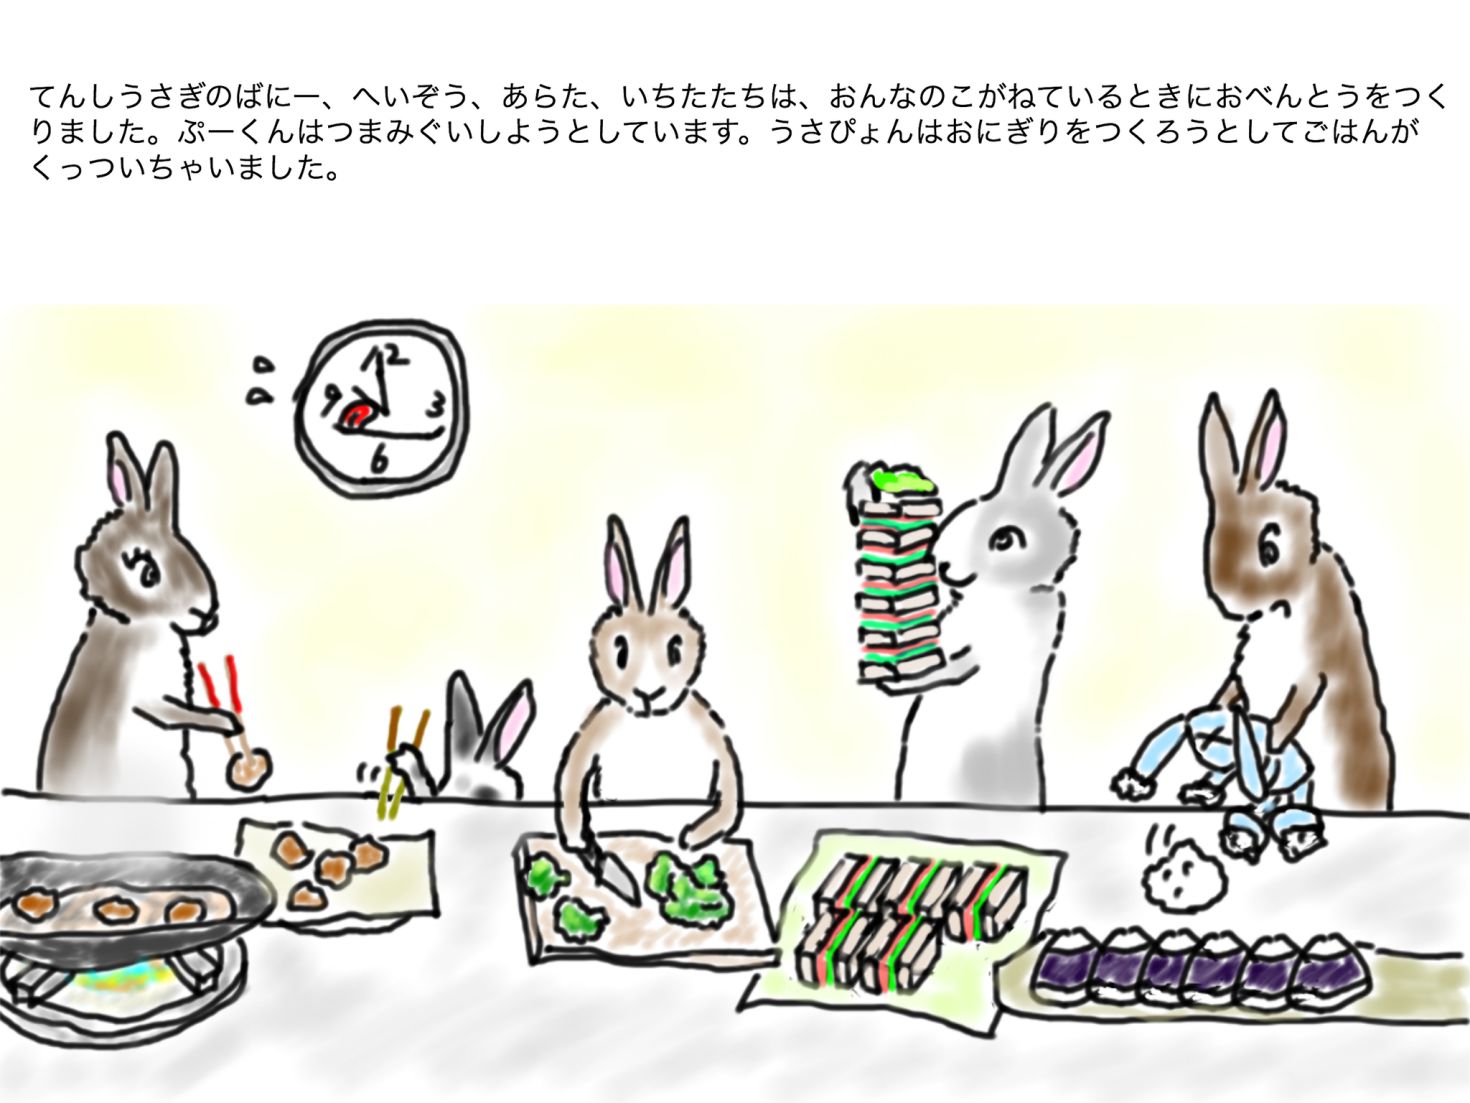 てんしうさぎのばにー、へいぞう、あらた、いちたたちは、おんなのこがねているときにおべんとうをつく
りました。ぷーくんはつまみぐいしようとしています。うさぴょんはおにぎりをつくろうとしてごはんが
くっついちゃいました。
12
9
3
6